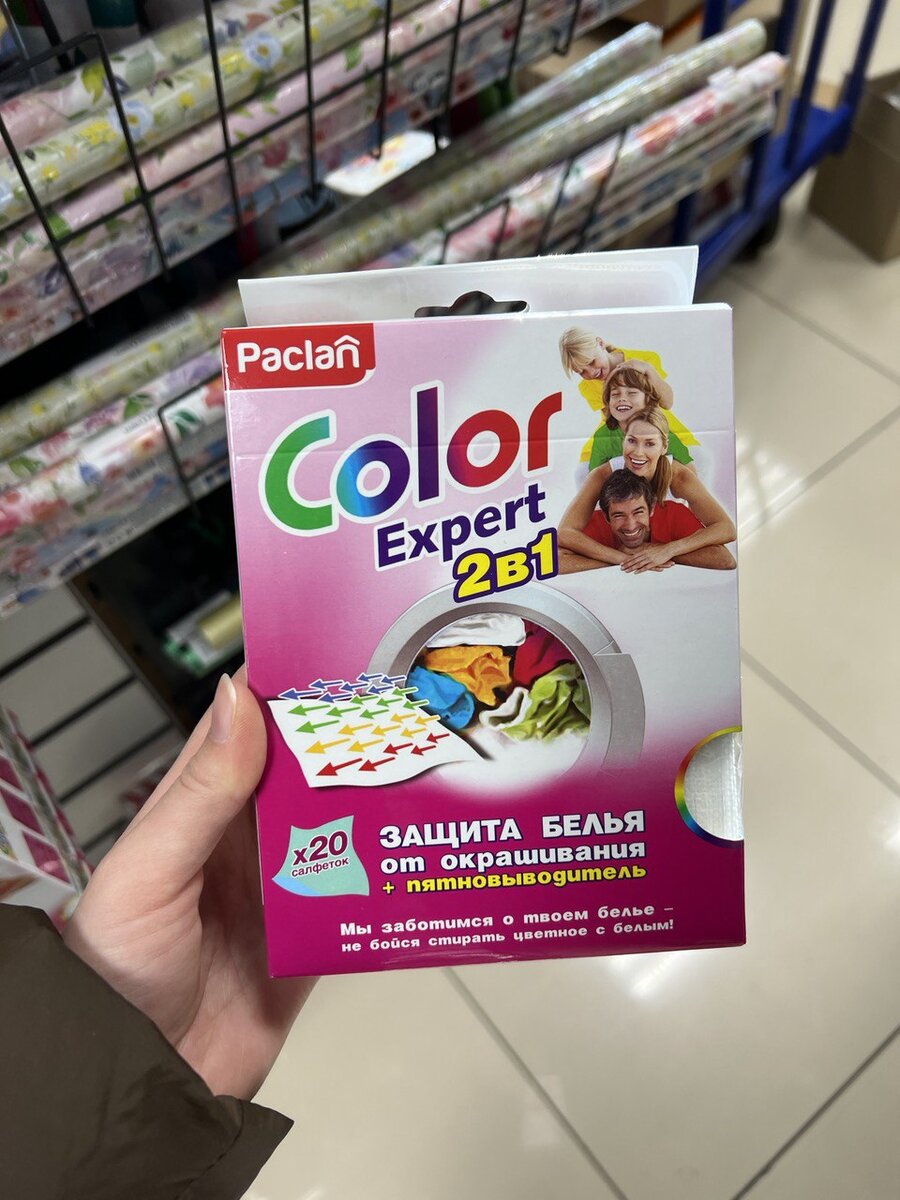 Paclan
Color
Expert
2в1
x20
салфеток
ЗАЩИТА БЕЛЬЯ
от окрашивания
+ пятновыводитель
Мы заботимся о твоем белье –
не бойся стирать цветное с белым!